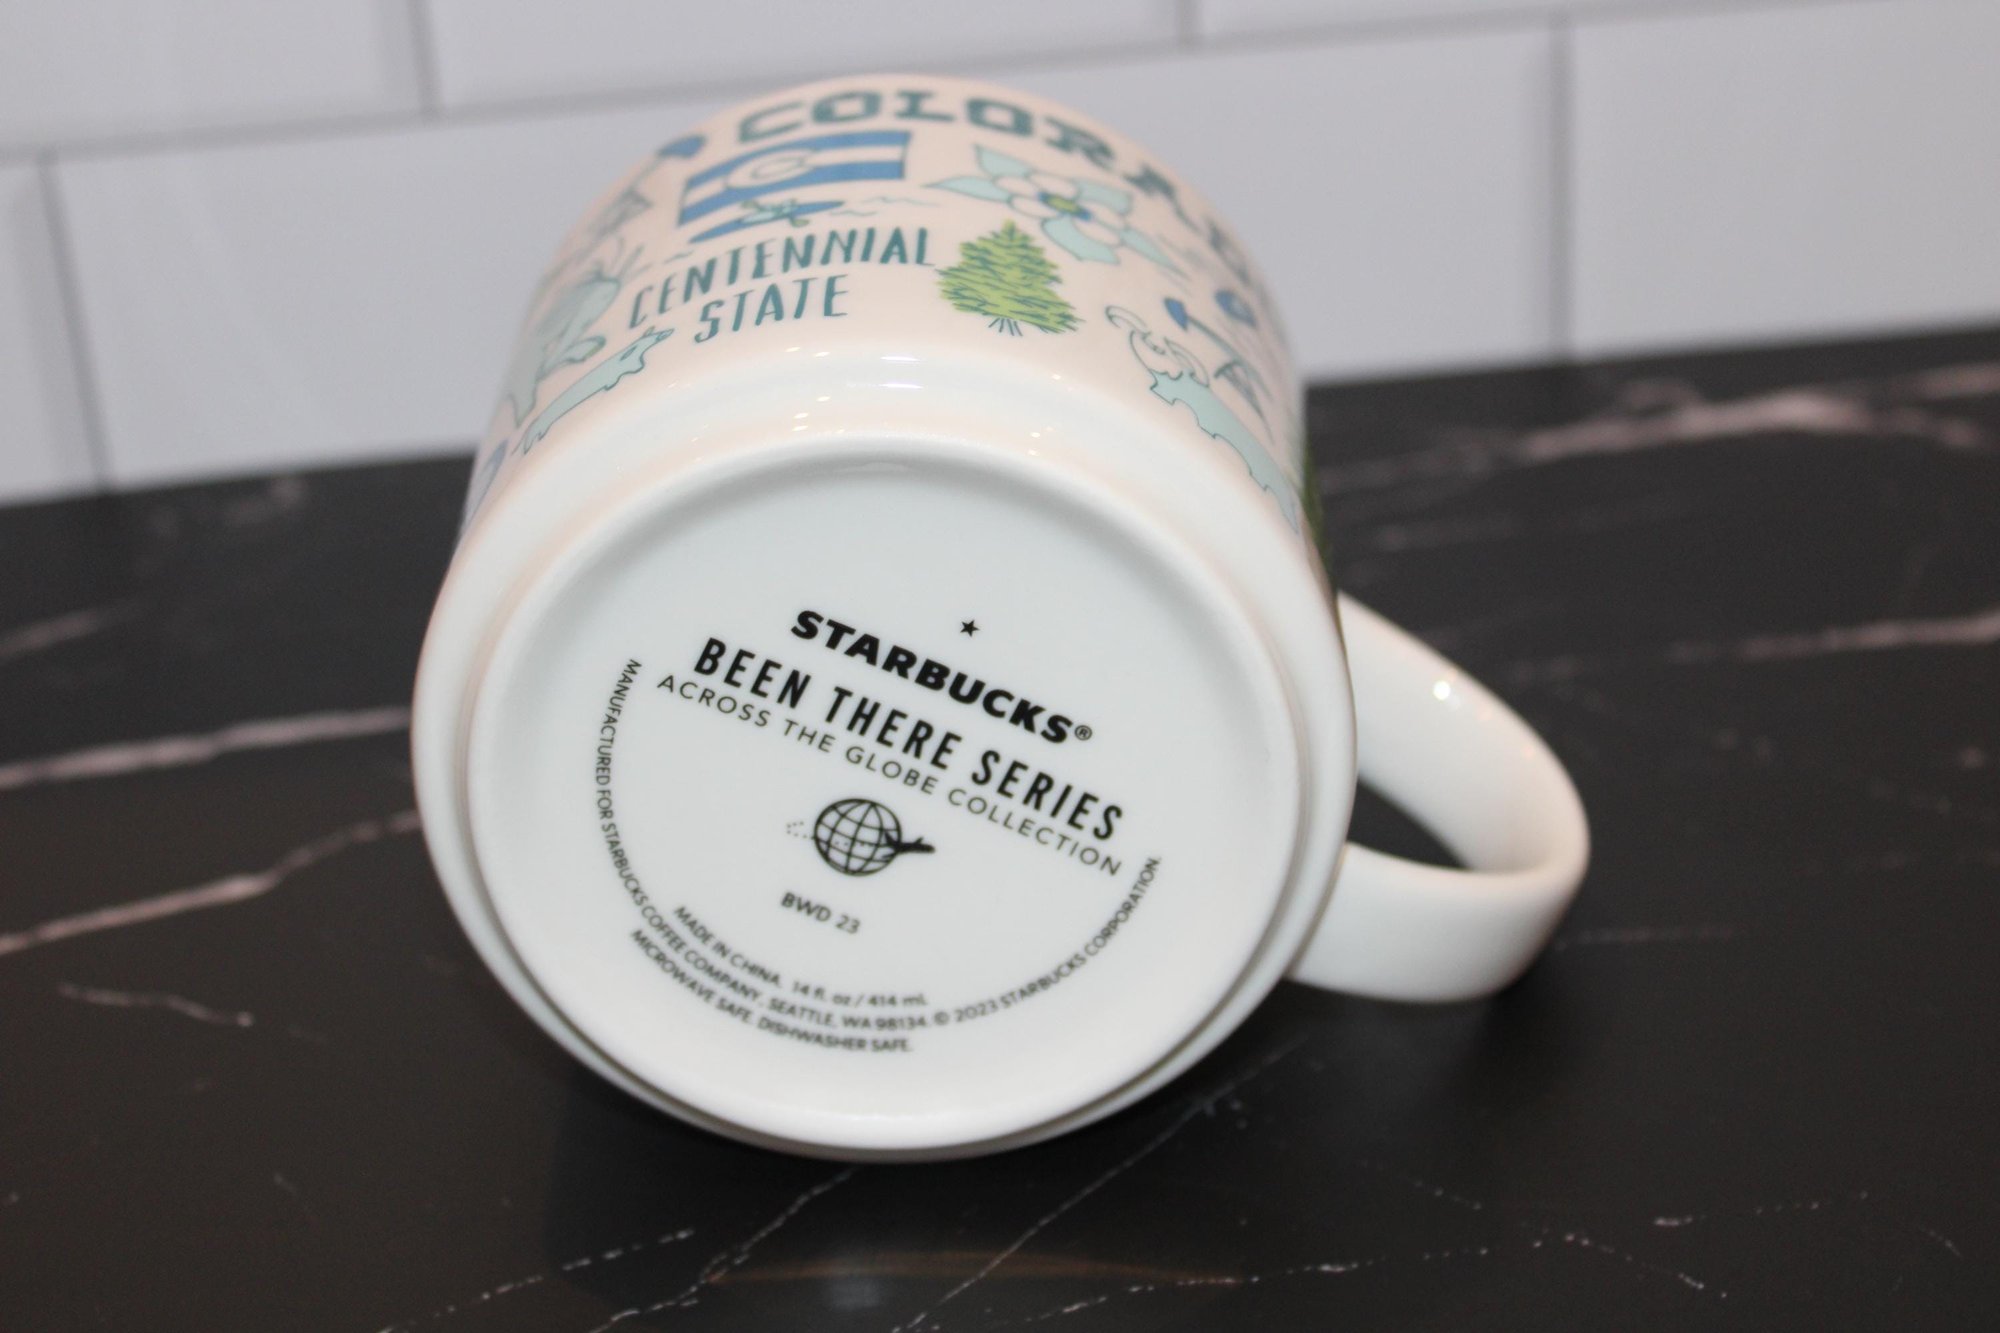 COLORA
CENTENNIAL
STATE
STARBUCKS®
BEEN THERE SERIES
ACROSS THE GLOBE COLLECTION
BWD 23
MADE IN CHINA. 14 fl. oz / 414 mL
MANUFACTURED FOR STARBUCKS COFFEE COMPANY, SEATTLE, WA 98134. © 2023 STARBUCKS CORPORATION.
MICROWAVE SAFE. DISHWASHER SAFE.